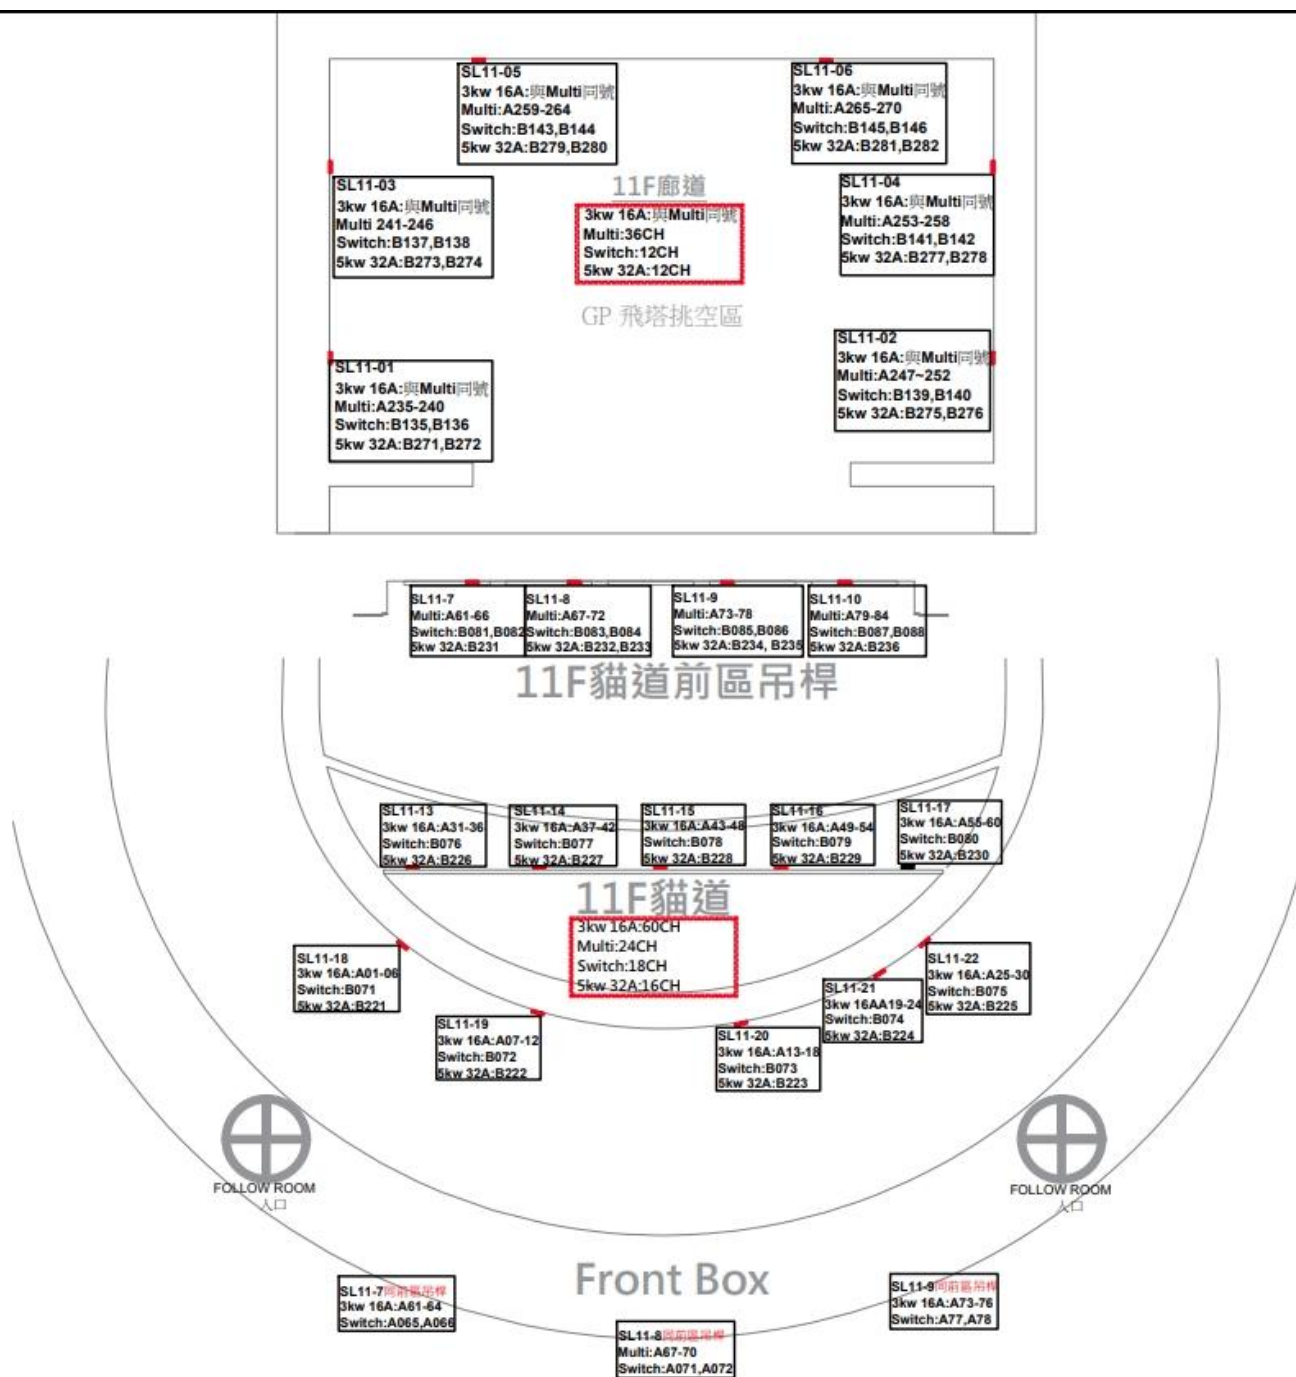 SL11-05
3kw 16A:與Multi同號
Multi:A259-264
Switch:B143,B144
5kw 32A:B279,B280
SL11-06
3kw 16A:與Multi同號
Multi:A265-270
Switch:B145,B146
5kw 32A:B281,B282
SL11-03
3kw 16A:與Multi同號
Multi 241-246
Switch:B137,B138
5kw 32A:B273,B274
11F廊道
3kw 16A:與Multi同號
Multi:36CH
Switch:12CH
5kw 32A:12CH
GP 飛塔挑空區
SL11-04
3kw 16A:與Multi同號
Multi:A253-258
Switch:B141,B142
5kw 32A:B277,B278
SL11-01
3kw 16A:與Multi同號
Multi:A235-240
Switch:B135,B136
5kw 32A:B271,B272
SL11-02
3kw 16A:與Multi同號
Multi:A247~252
Switch:B139,B140
5kw 32A:B275,B276
SL11-7
Multi:A61-66
Switch:B081,B082
5kw 32A:B231
SL11-8
Multi:A67-72
Switch:B083,B084
5kw 32A:B232,B233
SL11-9
Multi:A73-78
Switch:B085,B086
5kw 32A:B234, B235
SL11-10
Multi:A79-84
Switch:B087,B088
5kw 32A:B236
11F貓道前區吊桿
SL11-13
3kw 16A:A31-36
Switch:B076
5kw 32A:B226
SL11-14
3kw 16A:A37-42
Switch:B077
5kw 32A:B227
SL11-15
3kw 16A:A43-48
Switch:B078
5kw 32A:B228
SL11-16
3kw 16A:A49-54
Switch:B079
5kw 32A:B229
SL11-17
3kw 16A:A55-60
Switch:B080
5kw 32A:B230
11F貓道
3kw 16A:60CH
Multi:24CH
Switch:18CH
5kw 32A:16CH
SL11-18
3kw 16A:A01-06
Switch:B071
5kw 32A:B221
SL11-19
3kw 16A:A07-12
Switch:B072
5kw 32A:B222
SL11-20
3kw 16A:A13-18
Switch:B073
5kw 32A:B223
SL11-21
3kw 16AA19-24
Switch:B074
5kw 32A:B224
SL11-22
3kw 16A:A25-30
Switch:B075
5kw 32A:B225
FOLLOW ROOM
入口
FOLLOW ROOM
入口
Front Box
SL11-7同前區吊桿
3kw 16A:A61-64
Switch:A065,A066
SL11-8同前區吊桿
Multi:A67-70
Switch:A071,A072
SL11-9同前區吊桿
3kw 16A:A73-76
Switch:A77,A78